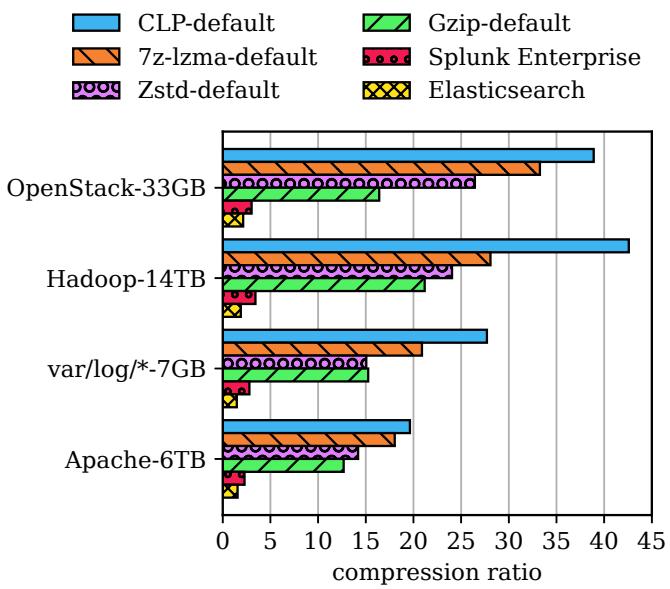 CLP-default Gzip-default
7z-lzma-default Splunk Enterprise
Zstd-default Elasticsearch
OpenStack-33GB
Hadoop-14TB
var/log/*-7GB
Apache-6TB
0 5 10 15 20 25 30 35 40 45
compression ratio